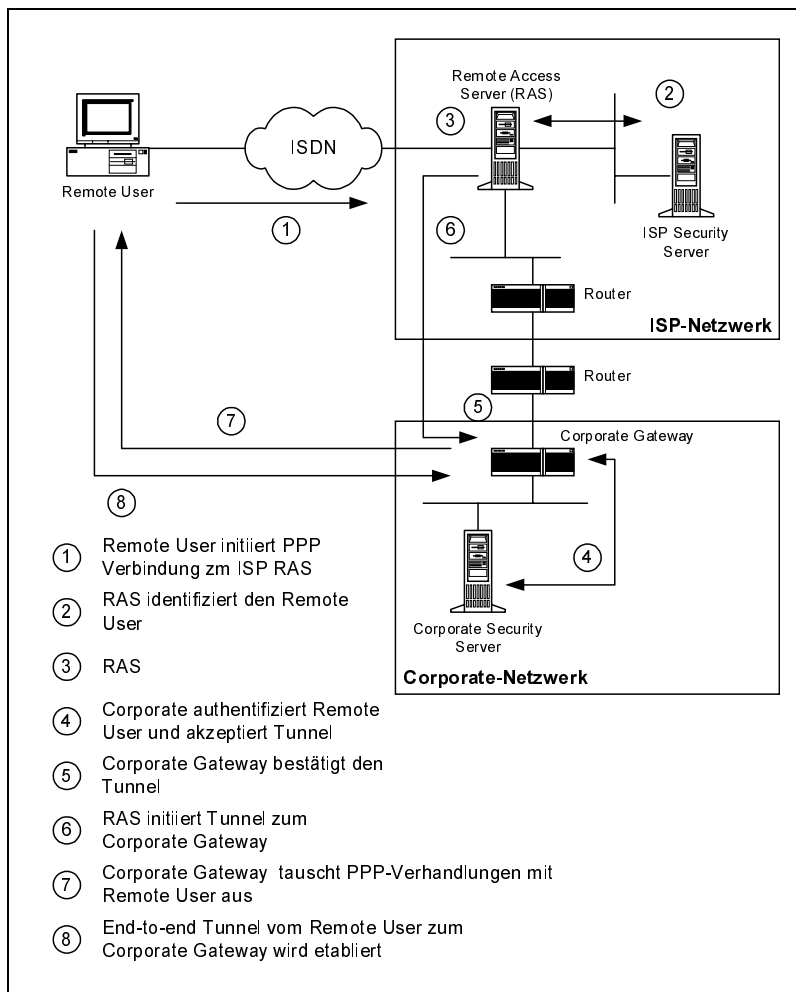 Remote Access
Server (RAS)
3
2
ISDN
Remote User
1
6
ISP Security
Server
Router
ISP-Netzwerk
Router
5
7
Corporate Gateway
8
4
Corporate Security
Server
Corporate-Netzwerk
1 Remote User initiiert PPP
Verbindung zm ISP RAS
2 RAS identifiziert den Remote
User
3 RAS
4 Corporate authentifiziert Remote
User und akzeptiert Tunnel
5 Corporate Gateway bestätigt den
Tunnel
6 RAS initiiert Tunnel zum
Corporate Gateway
7 Corporate Gateway tauscht PPP-Verhandlungen mit
Remote User aus
8 End-to-end Tunnel vom Remote User zum
Corporate Gateway wird etabliert